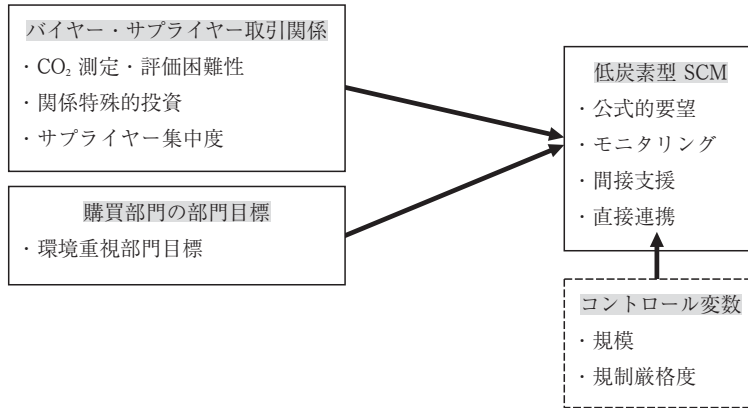 バイヤー・サプライヤー取引関係
・CO₂ 測定・評価困難性
・関係特殊的投資
・サプライヤー集中度
購買部門の部門目標
・環境重視部門目標
低炭素型 SCM
・公式的要望
・モニタリング
・間接支援
・直接連携
コントロール変数
・規模
・規制厳格度